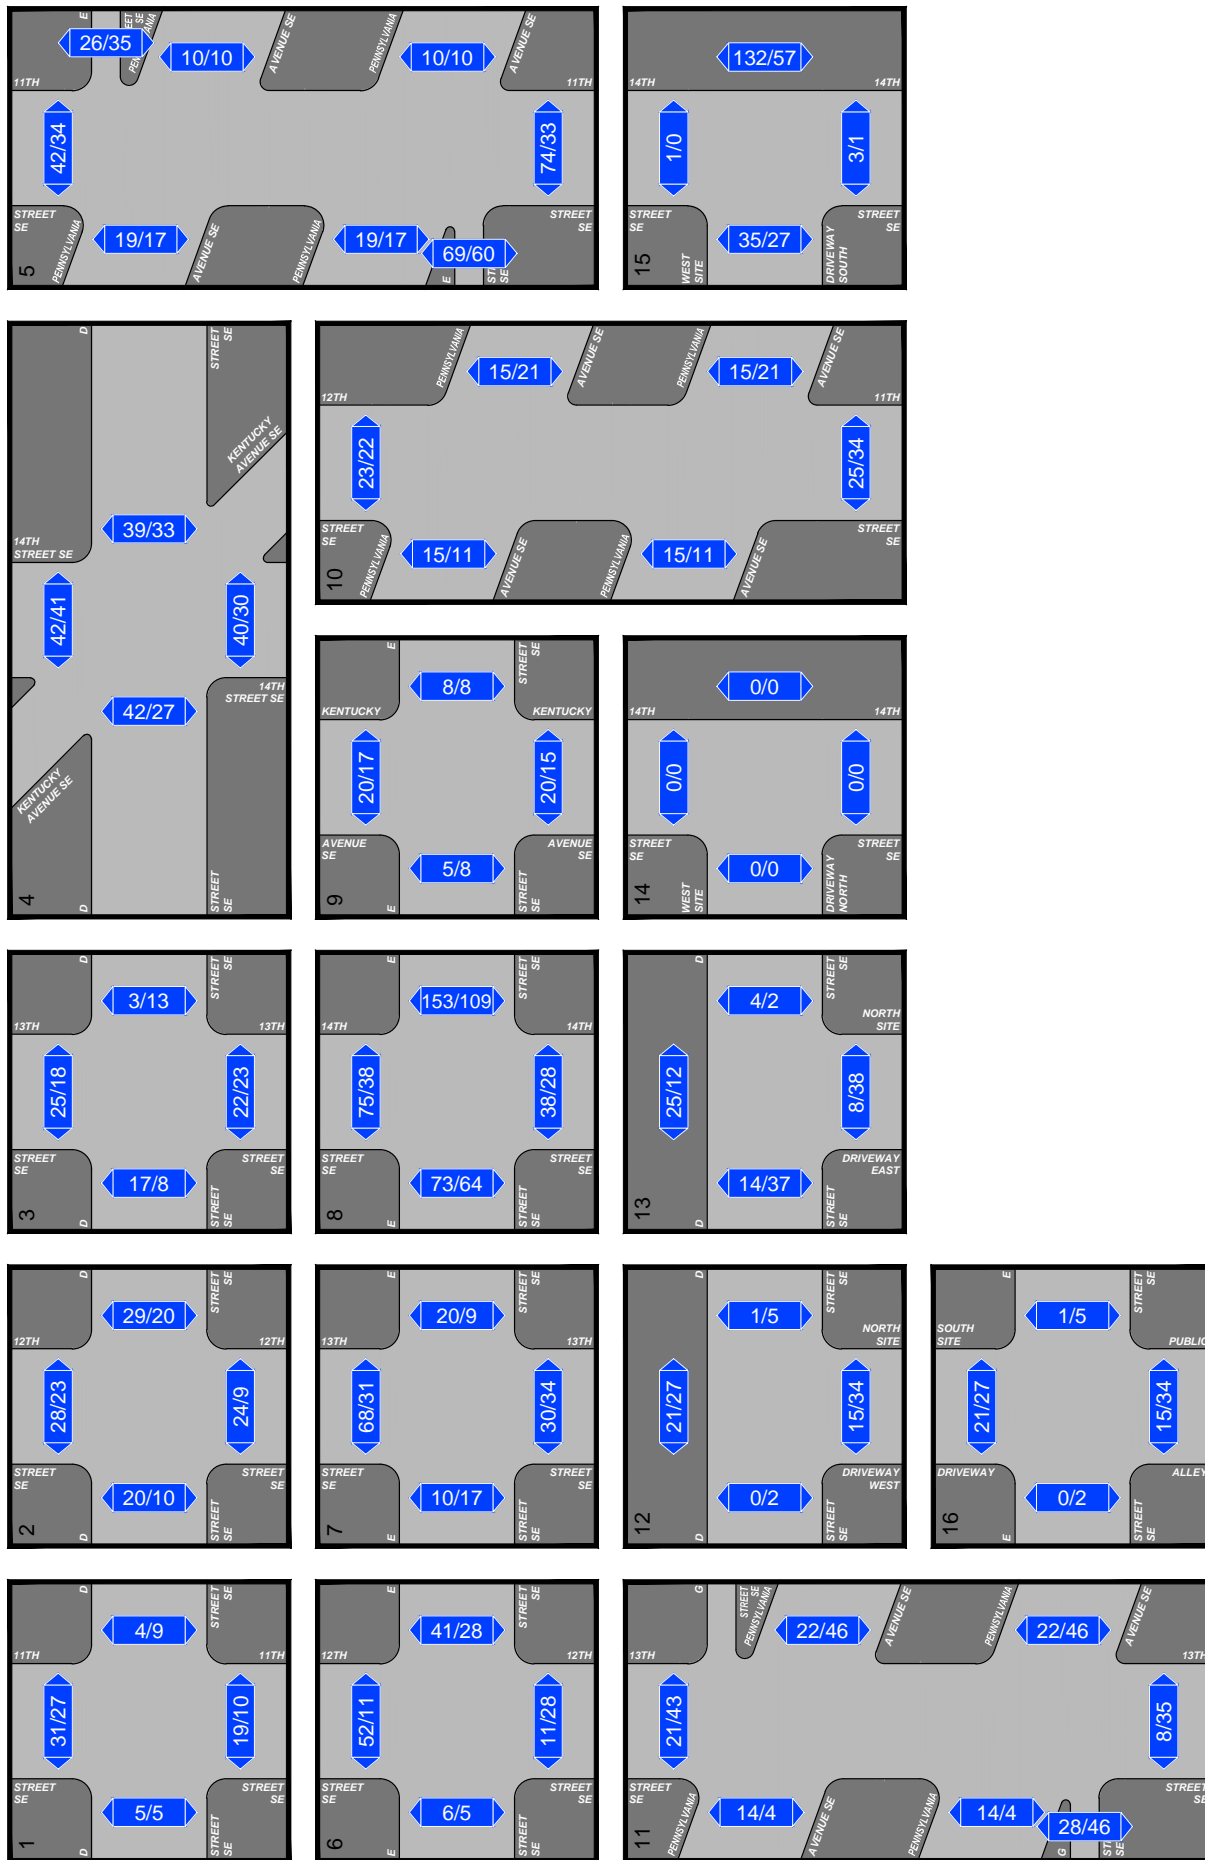 26/35
10/10
10/10
42/34
74/33
19/17
19/17
69/60
11TH
STREET
SE
PENNSYLVANIA
AVENUE SE
PENNSYLVANIA
AVENUE SE
E
STREET
SE
PENNSYLVANIA
AVENUE SE
PENNSYLVANIA
AVENUE SE
11TH
STREET
SE
E
5
132/57
1/0
3/1
35/27
14TH
14TH
STREET
SE
STREET
SE
WEST
SITE
DRIVEWAY
SOUTH
15
D
STREET
SE
KENTUCKY
AVENUE SE
14TH
STREET SE
39/33
42/41
40/30
42/27
14TH
STREET SE
KENTUCKY
AVENUE SE
D
STREET
SE
4
12TH
PENNSYLVANIA
AVENUE SE
PENNSYLVANIA
AVENUE SE
11TH
15/21
15/21
23/22
25/34
15/11
15/11
STREET
SE
PENNSYLVANIA
AVENUE SE
PENNSYLVANIA
AVENUE SE
STREET
SE
10
E
STREET
SE
KENTUCKY
KENTUCKY
8/8
20/17
20/15
5/8
AVENUE
SE
AVENUE
SE
E
STREET
SE
9
0/0
14TH
14TH
0/0
0/0
0/0
STREET
SE
STREET
SE
WEST
SITE
DRIVEWAY
NORTH
14
D
STREET
SE
13TH
13TH
3/13
25/18
22/23
17/8
STREET
SE
STREET
SE
D
STREET
SE
3
E
STREET
SE
14TH
14TH
153/109
75/38
38/28
73/64
STREET
SE
STREET
SE
E
STREET
SE
8
D
STREET
SE
NORTH
SITE
4/2
25/12
8/38
14/37
DRIVEWAY
EAST
D
STREET
SE
13
D
STREET
SE
12TH
12TH
29/20
28/23
24/9
20/10
STREET
SE
STREET
SE
D
STREET
SE
2
E
STREET
SE
13TH
13TH
20/9
68/31
30/34
10/17
STREET
SE
STREET
SE
E
STREET
SE
7
D
STREET
SE
NORTH
SITE
1/5
21/27
15/34
0/2
DRIVEWAY
WEST
D
STREET
SE
12
E
STREET
SE
SOUTH
SITE
PUBLIC
1/5
21/27
15/34
0/2
DRIVEWAY
ALLEY
E
STREET
SE
16
D
STREET
SE
11TH
11TH
4/9
31/27
19/10
5/5
STREET
SE
STREET
SE
D
STREET
SE
1
E
STREET
SE
12TH
12TH
41/28
52/11
11/28
6/5
STREET
SE
STREET
SE
E
STREET
SE
6
G
STREET
SE
PENNSYLVANIA
AVENUE SE
PENNSYLVANIA
AVENUE SE
13TH
13TH
22/46
22/46
21/43
8/35
14/4
14/4
28/46
STREET
SE
PENNSYLVANIA
AVENUE SE
PENNSYLVANIA
G
STREET
SE
11